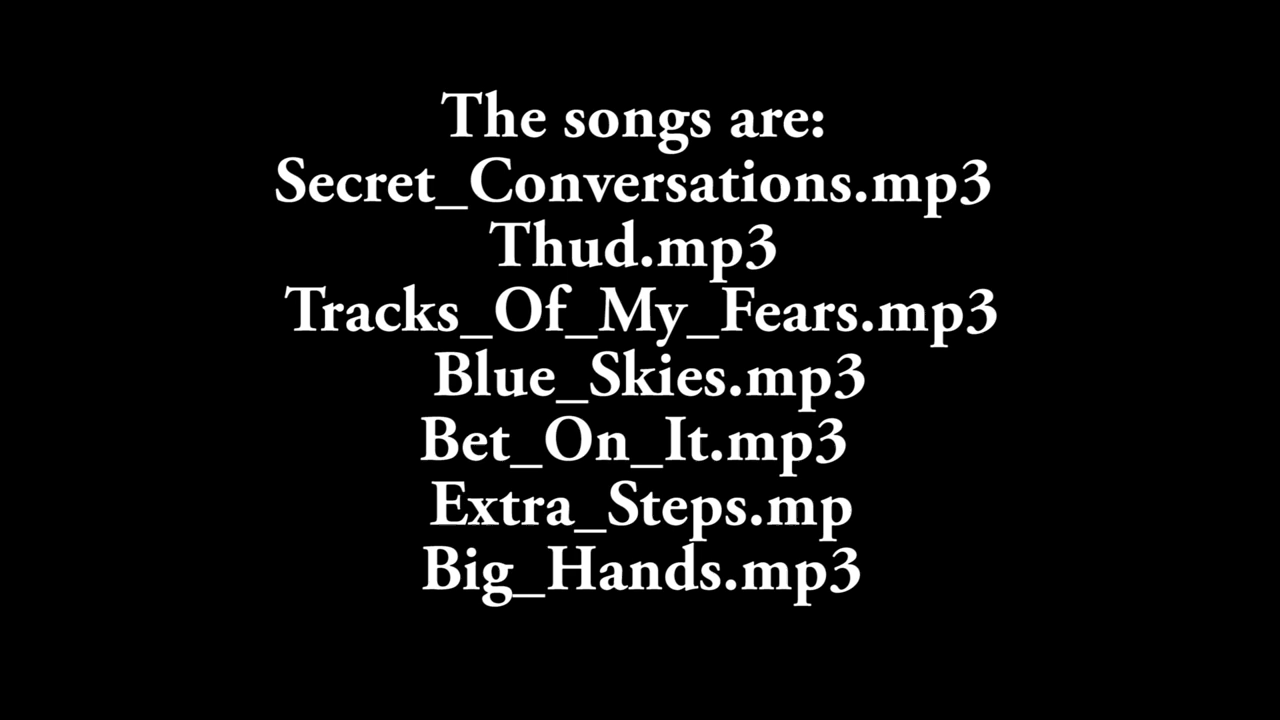 The songs are:
Secret_Conversations.mp3
Thud.mp3
Tracks_Of_My_Fears.mp3
Blue_Skies.mp3
Bet_On_It.mp3
Extra_Steps.mp
Big_Hands.mp3